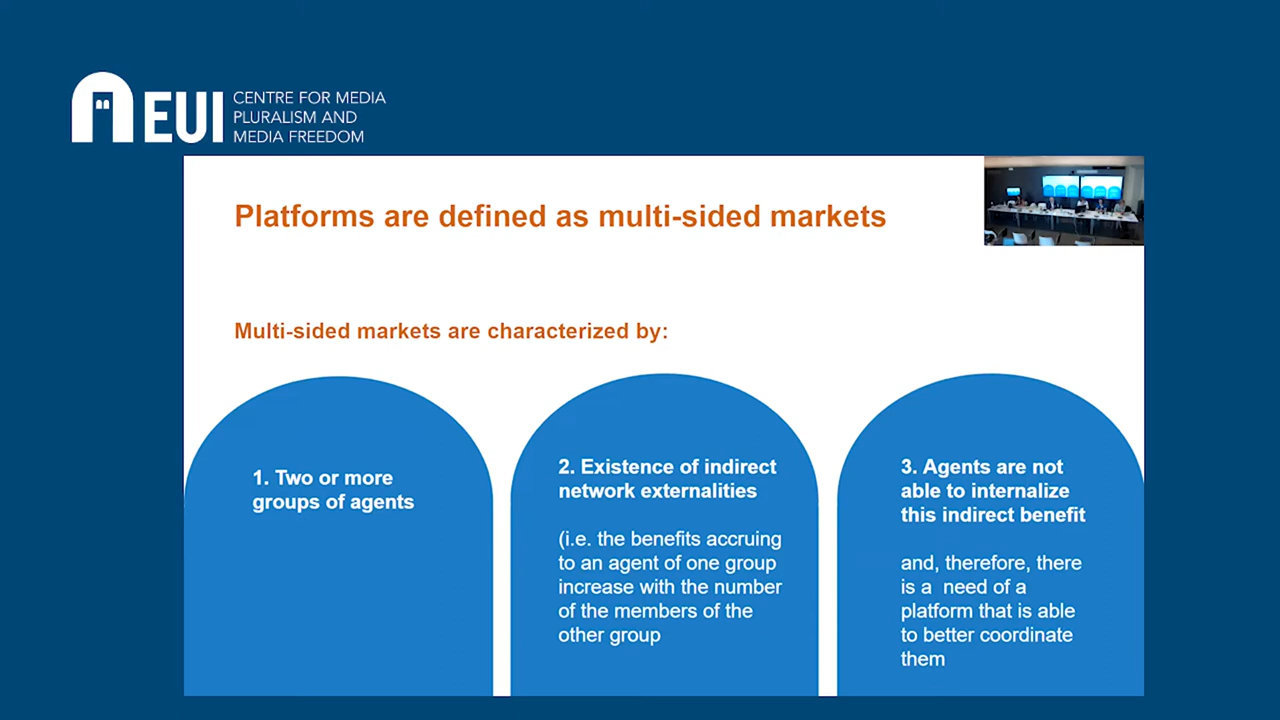 EUI
CENTRE FOR MEDIA
PLURALISM AND
MEDIA FREEDOM
Platforms are defined as multi-sided markets
Multi-sided markets are characterized by:
1. Two or more
groups of agents
2. Existence of indirect
network externalities
(i.e. the benefits accruing
to an agent of one group
increase with the number
of the members of the
other group
3. Agents are not
able to internalize
this indirect benefit
and, therefore, there
is a  need of a
platform that is able
to better coordinate
them